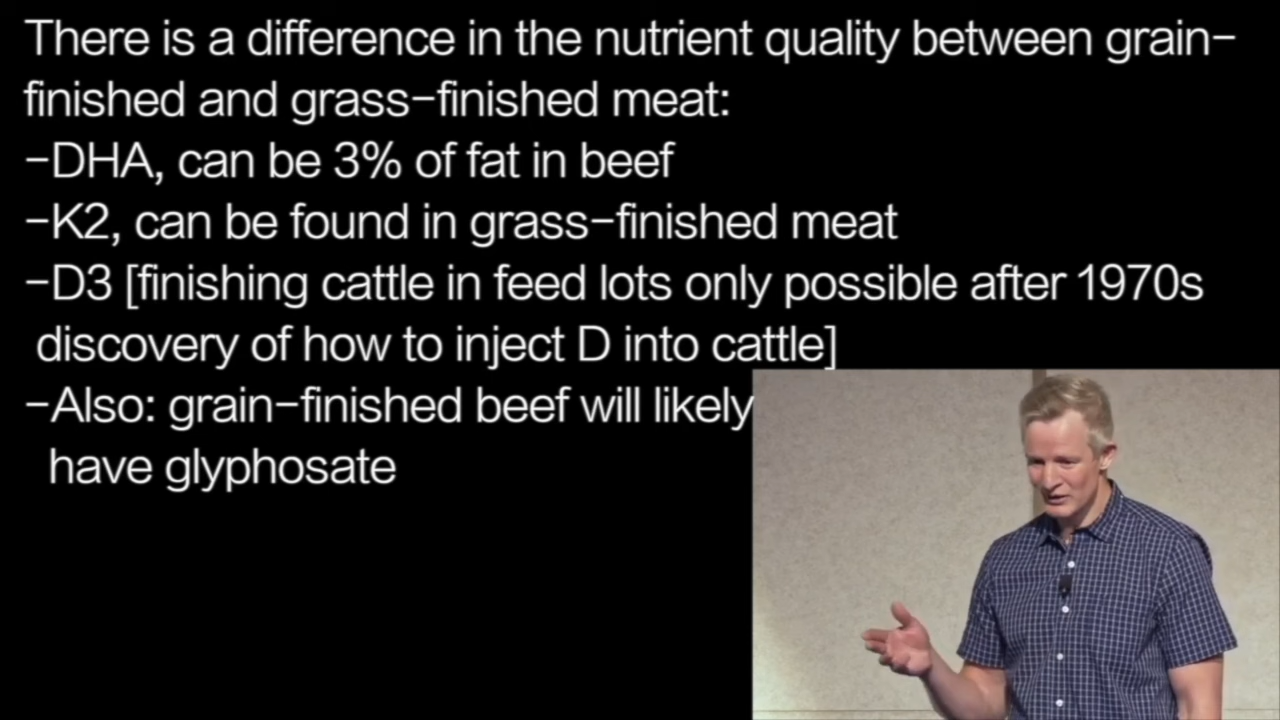 There is a difference in the nutrient quality between grain-
finished and grass-finished meat:
-DHA, can be 3% of fat in beef
-K2, can be found in grass-finished meat
-D3 [finishing cattle in feed lots only possible after 1970s
discovery of how to inject D into cattle]
-Also: grain-finished beef will likely
have glyphosate